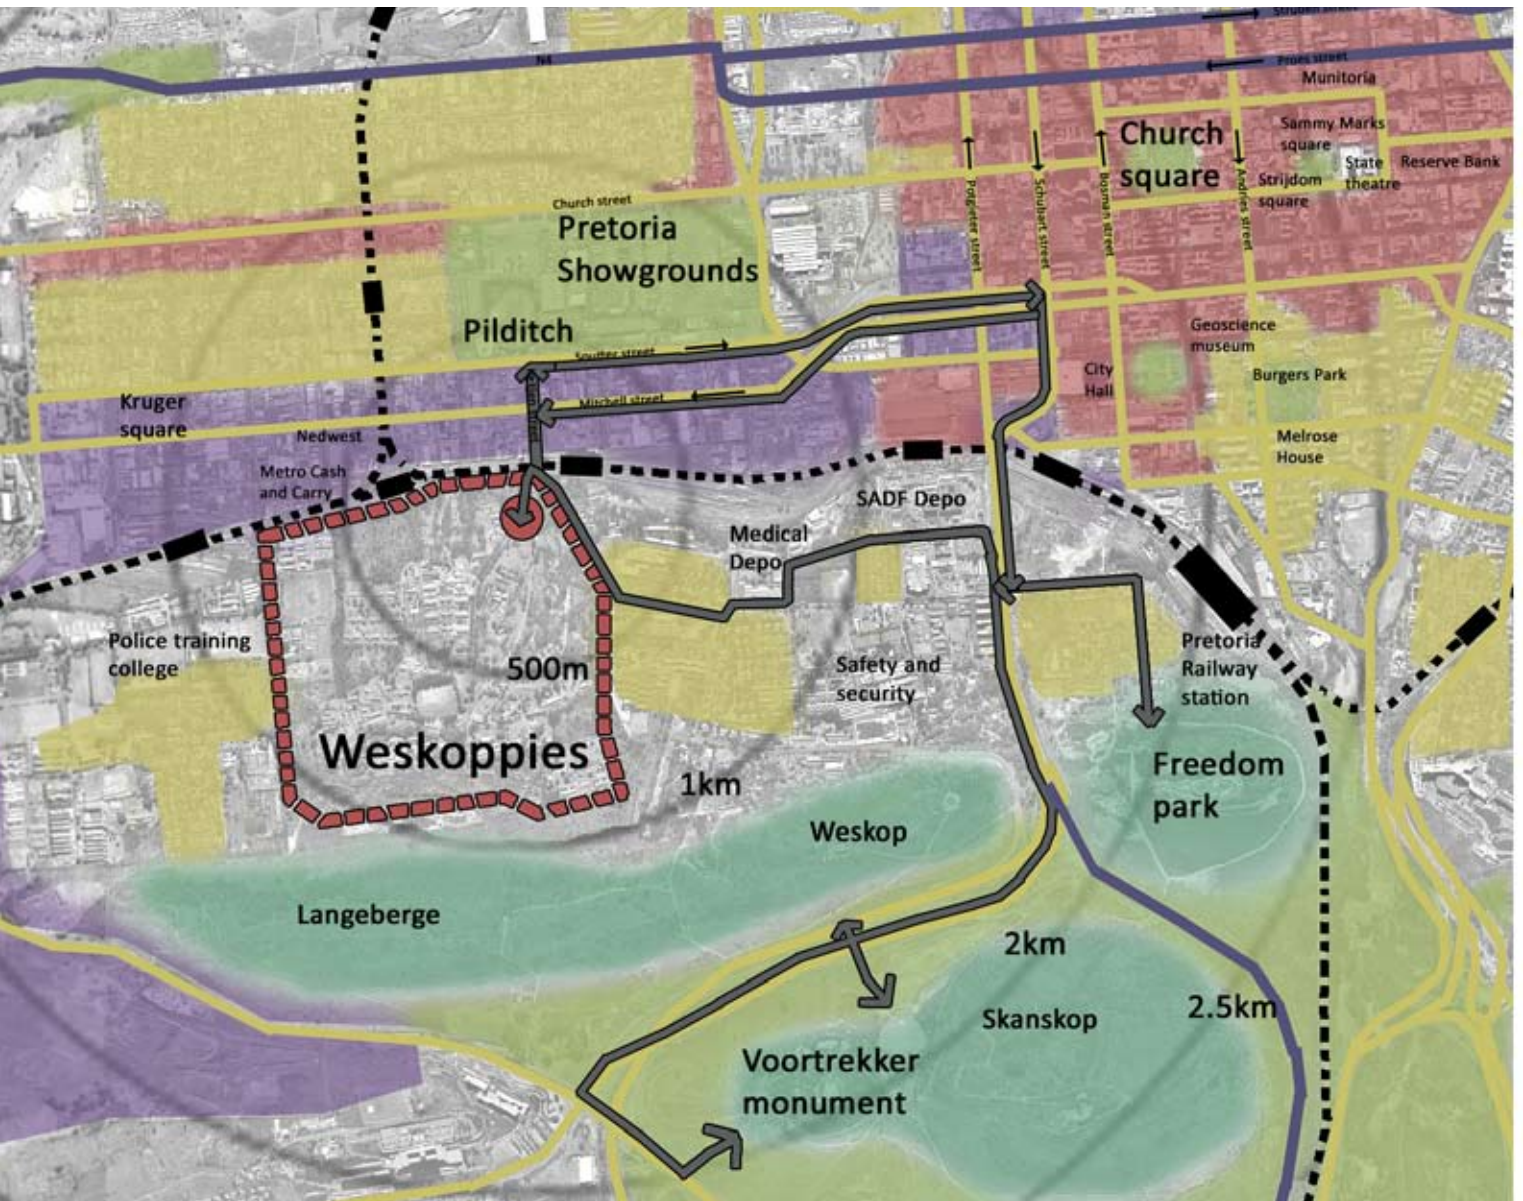 Struben street
N4
Proes street
Munitoria
Church
square
Sammy Marks
square
State
theatre
Reserve Bank
Strijdom
square
Potgieter street
Schubart street
Bosman street
Andries street
Church street
Pretoria
Showgrounds
Pilditch
Soutter street
Mitchell street
Geoscience
museum
City
Hall
Burgers Park
Kruger
square
Nedwest
Melrose
House
Metro Cash
and Carry
SADF Depo
Medical
Depo
Police training
college
500m
Safety and
security
Pretoria
Railway
station
Weskoppies
1km
Freedom
park
Weskop
Langeberge
2km
2.5km
Skanskop
Voortrekker
monument